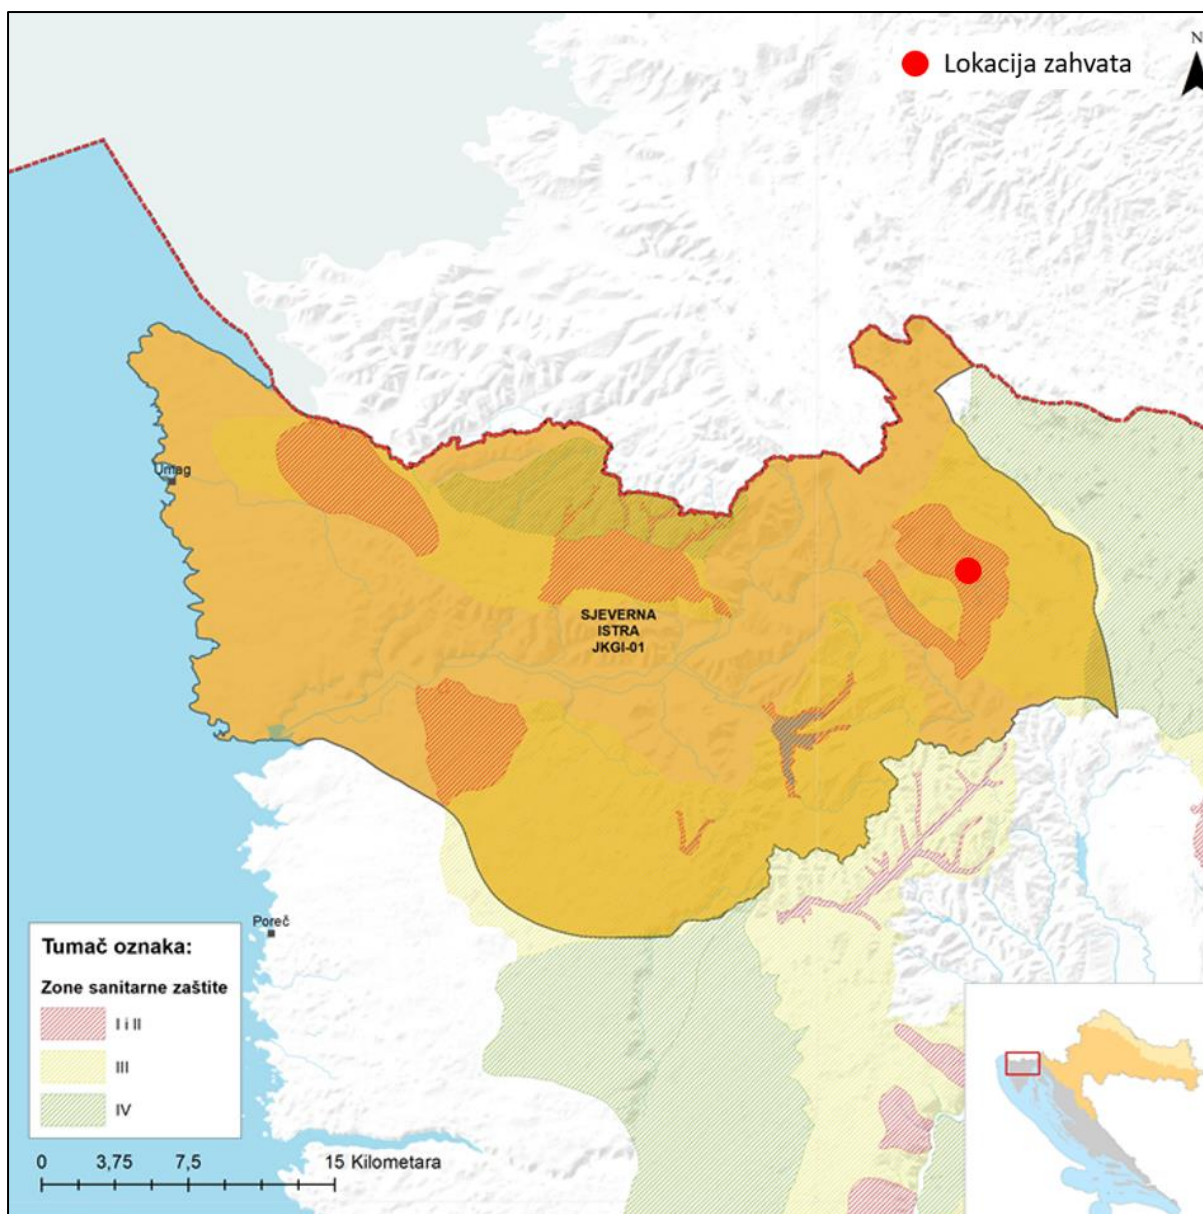 N
Lokacija zahvata
Umag
SJEVERNA
ISTRA
JKGI-01
Poreč
Tumač oznaka:
Zone sanitarne zaštite
I i II
III
IV
0 3,75 7,5 15 Kilometara